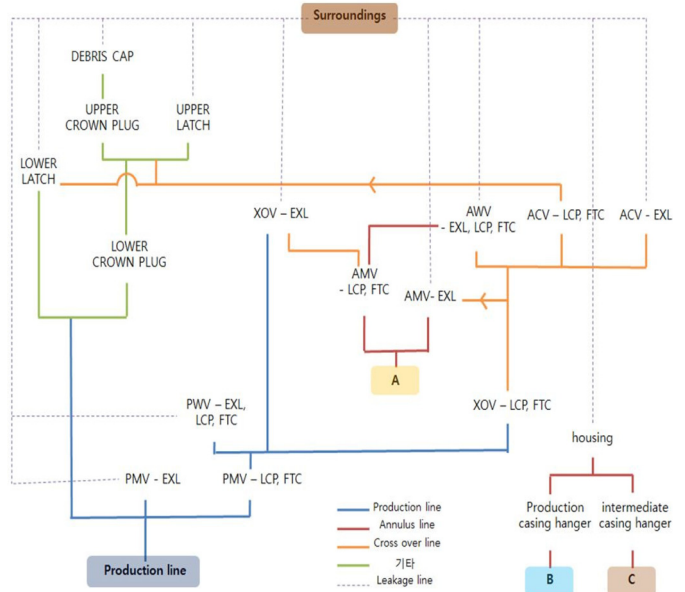 Surroundings
DEBRIS CAP
UPPER
CROWN PLUG
UPPER
LATCH
LOWER
LATCH
XOV – EXL
AWV
- EXL, LCP, FTC
ACV – LCP, FTC
ACV - EXL
LOWER
CROWN PLUG
AMV
- LCP, FTC
AMV- EXL
A
PWV – EXL,
LCP, FTC
XOV – LCP, FTC
housing
PMV - EXL
PMV – LCP, FTC
Production
casing hanger
intermediate
casing hanger
Production line
Annulus line
Cross over line
기타
Leakage line
Production line
B
C